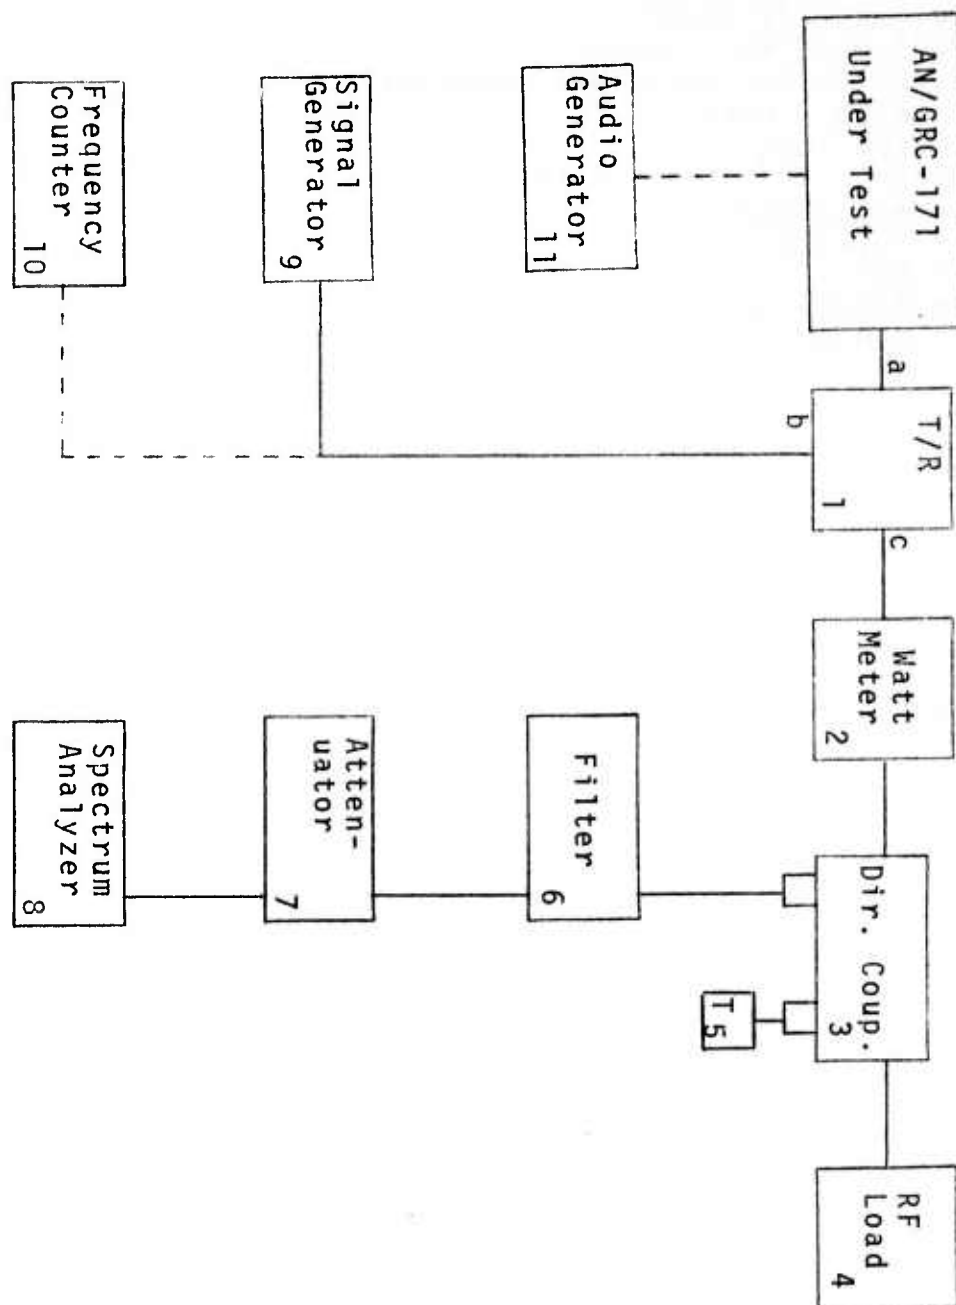 AN/GRC-171
Under Test
a
T/R
1
b
c
Watt
Meter
2
Dir. Coup.
3
RF
Load
4
T
5
Audio
Generator
11
Filter
6
Signal
Generator
9
Atten-
uator
7
Frequency
Counter
10
Spectrum
Analyzer
8